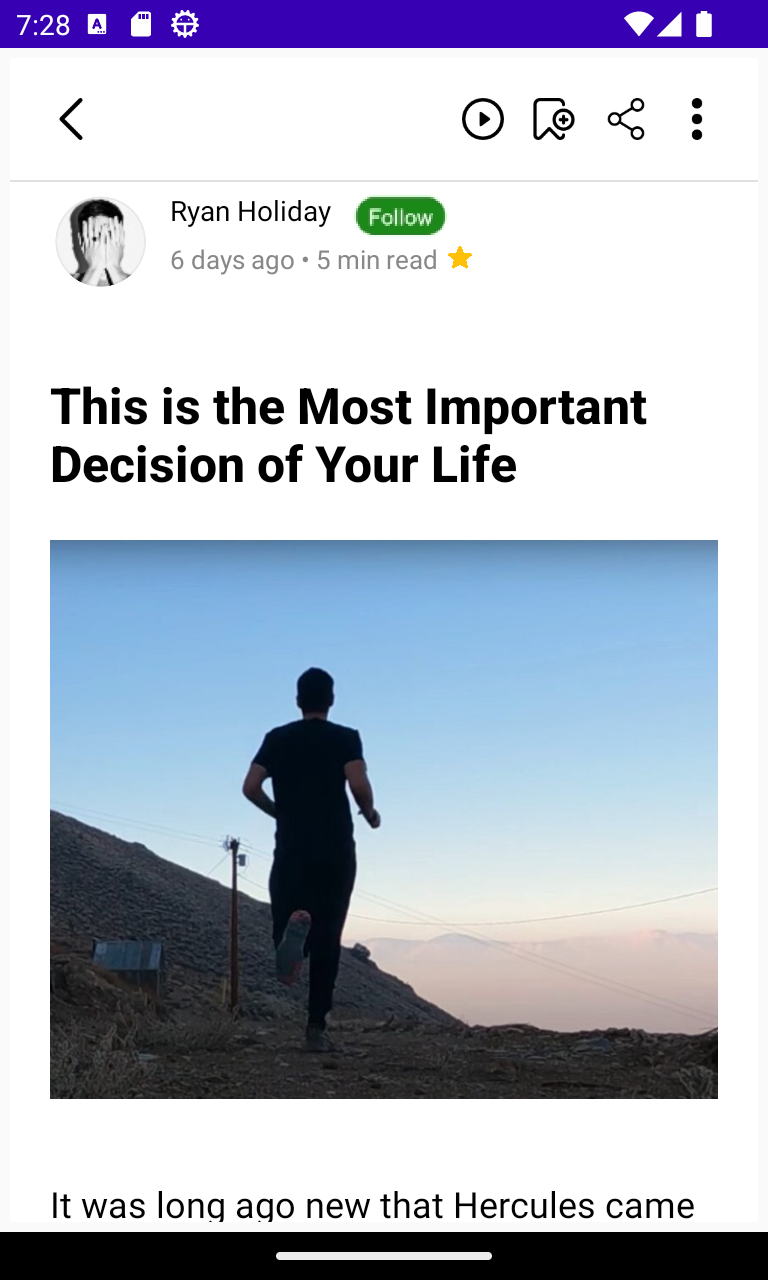 7:28
Ryan Holiday Follow
6 days ago • 5 min read
This is the Most Important
Decision of Your Life
It was long ago new that Hercules came